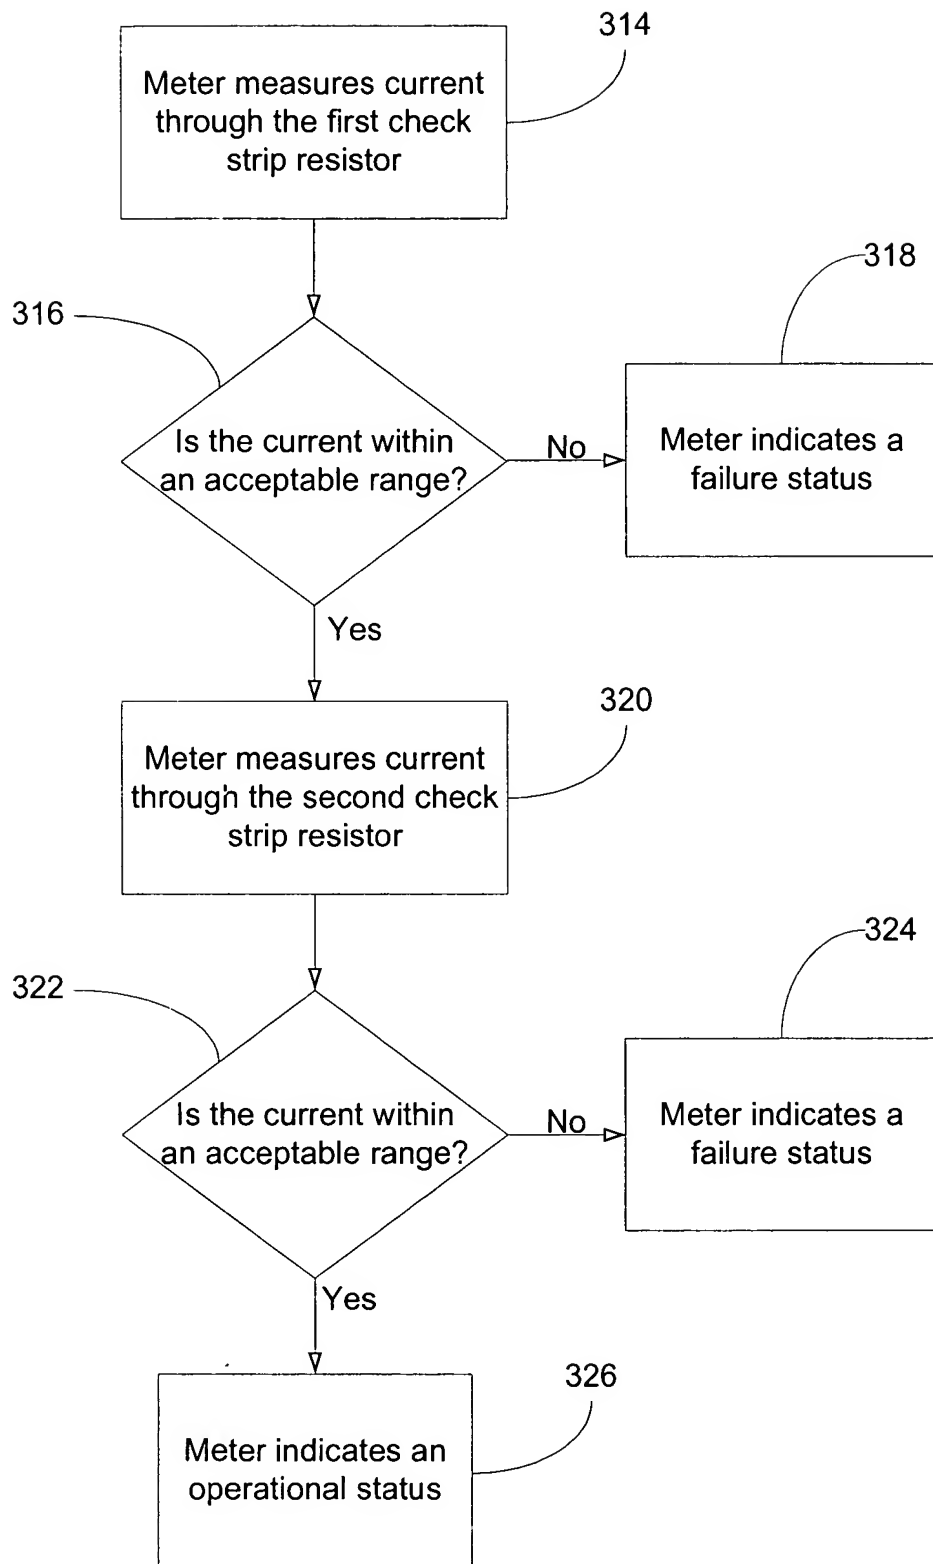 314
Meter measures current
through the first check
strip resistor
318
316
Is the current within
an acceptable range?
No
Meter indicates a
failure status
Yes
320
Meter measures current
through the second check
strip resistor
324
322
Is the current within
an acceptable range?
No
Meter indicates a
failure status
Yes
326
Meter indicates an
operational status